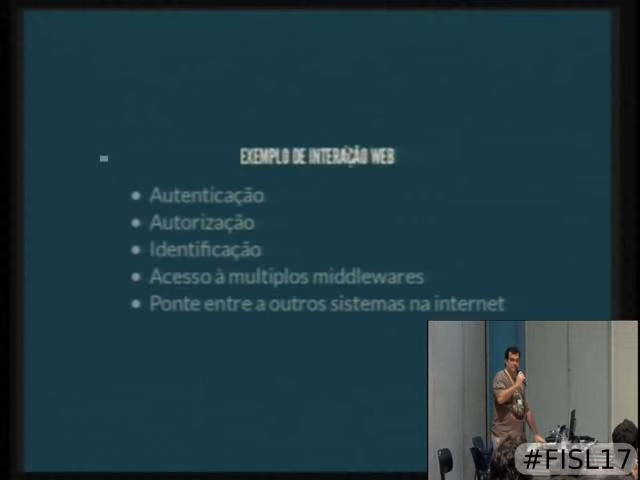 EXEMPLO DE INTERAÇÃO WEB
Autenticação
Autorização
Identificação
Acesso à multiplos middlewares
Ponte entre a outros sistemas na internet
#FISL17